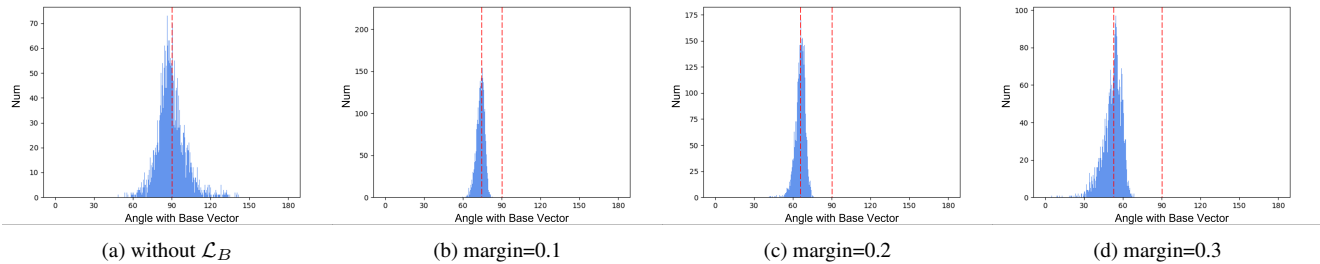 70
60
50
40
30
20
10
0
Num
0 30 60 90 120 150 180
Angle with Base Vector
(a) without 𝓛_B
200
150
100
50
0
Num
0 30 60 90 120 150 180
Angle with Base Vector
(b) margin=0.1
175
150
125
100
75
50
25
0
Num
0 30 60 90 120 150 180
Angle with Base Vector
(c) margin=0.2
100
80
60
40
20
0
Num
0 30 60 90 120 150 180
Angle with Base Vector
(d) margin=0.3